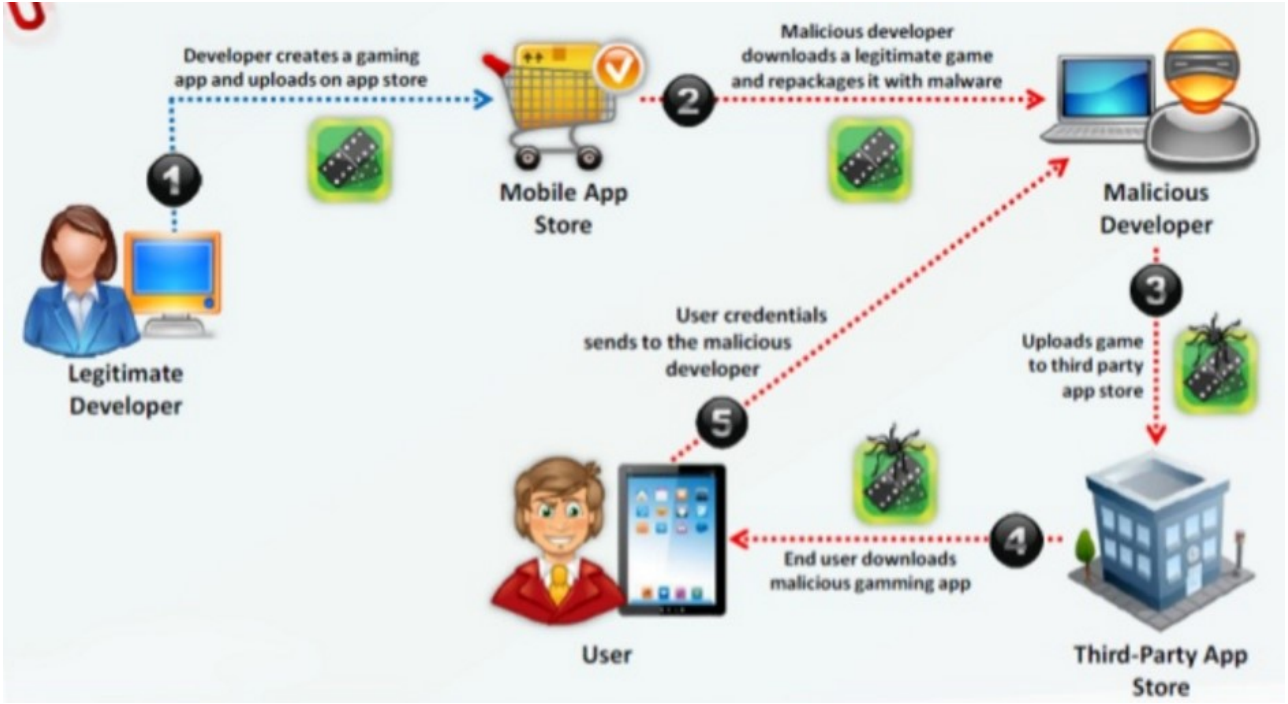 Developer creates a gaming
app and uploads on app store
1
Mobile App
Store
Malicious developer
downloads a legitimate game
and repackages it with malware
2
Malicious
Developer
Legitimate
Developer
3
Uploads game
to third party
app store
User credentials
sends to the malicious
developer
5
4
End user downloads
malicious gamming app
User
Third-Party App
Store